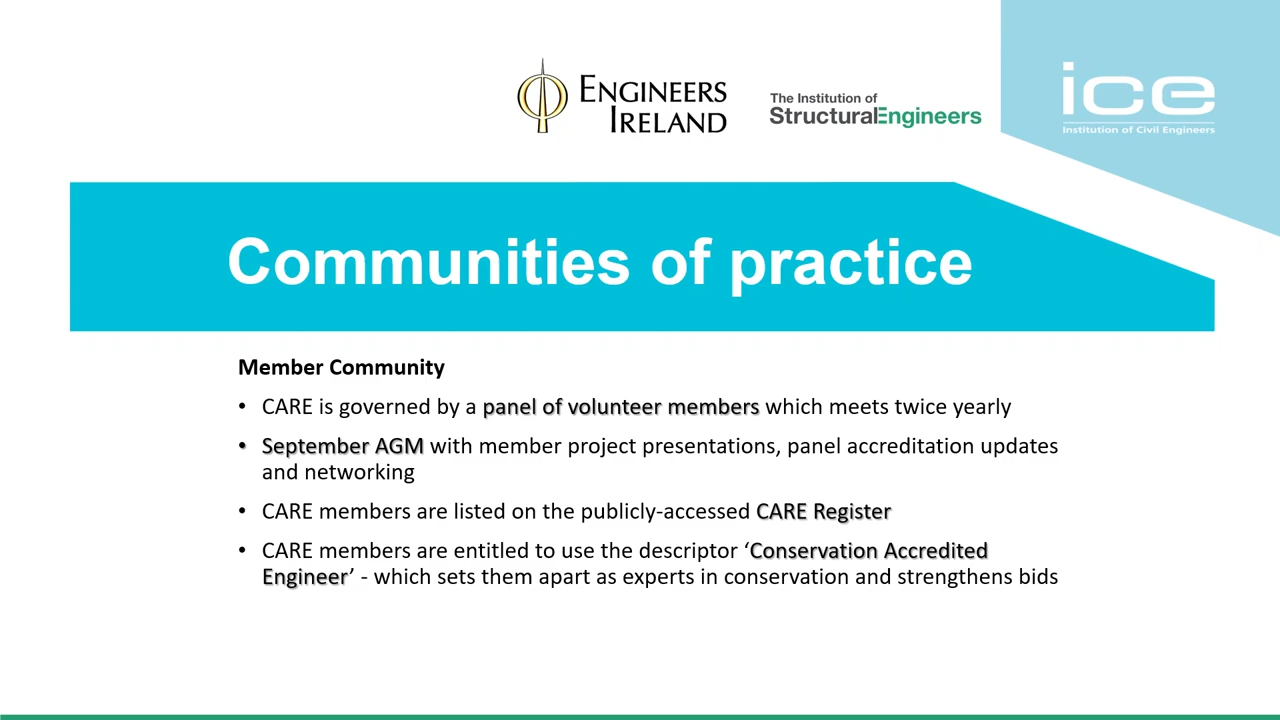 ENGINEERS
IRELAND
The Institution of
StructuralEngineers
ice
Institution of Civil Engineers
Communities of practice
Member Community
• CARE is governed by a panel of volunteer members which meets twice yearly
• September AGM with member project presentations, panel accreditation updates
and networking
• CARE members are listed on the publicly-accessed CARE Register
• CARE members are entitled to use the descriptor ‘Conservation Accredited
Engineer’ - which sets them apart as experts in conservation and strengthens bids